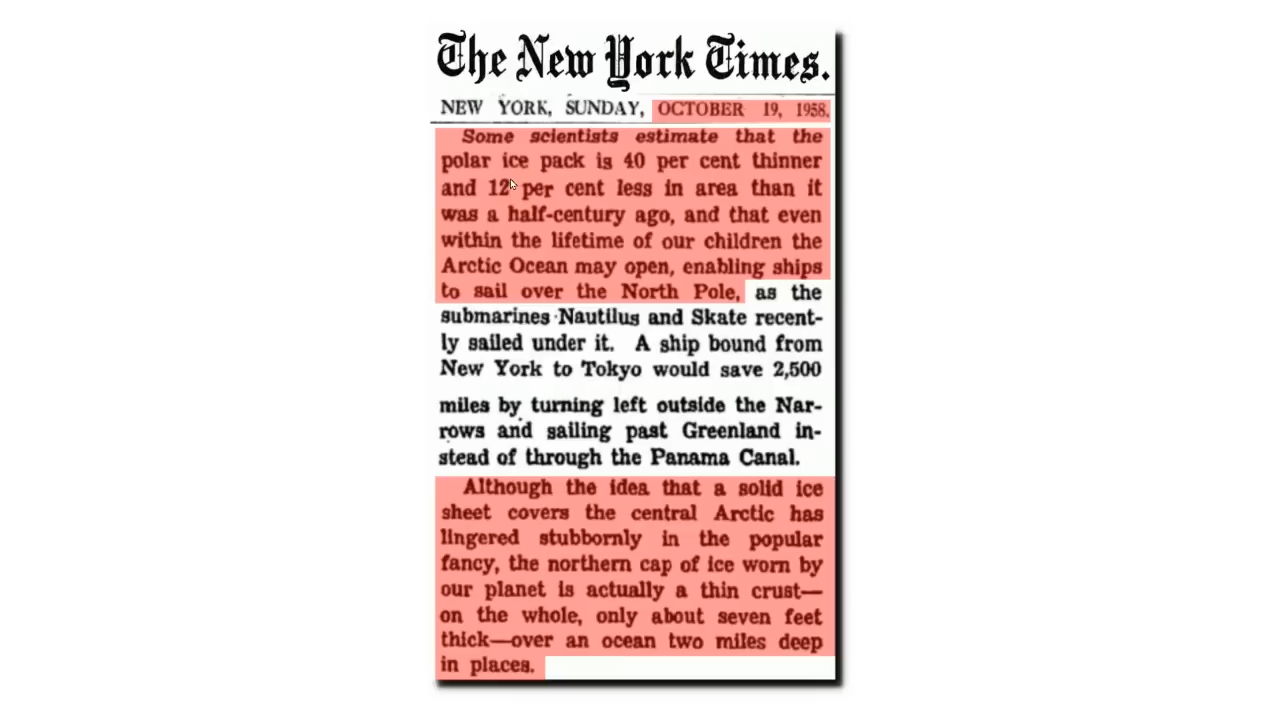 The New York Times.
NEW YORK, SUNDAY, OCTOBER 19, 1958.
Some scientists estimate that the
polar ice pack is 40 per cent thinner
and 12 per cent less in area than it
was a half-century ago, and that even
within the lifetime of our children the
Arctic Ocean may open, enabling ships
to sail over the North Pole, as the
submarines Nautilus and Skate recent-
ly sailed under it. A ship bound from
New York to Tokyo would save 2,500
miles by turning left outside the Nar-
rows and sailing past Greenland in-
stead of through the Panama Canal.
Although the idea that a solid ice
sheet covers the central Arctic has
lingered stubbornly in the popular
fancy, the northern cap of ice worn by
our planet is actually a thin crust—
on the whole, only about seven feet
thick—over an ocean two miles deep
in places.